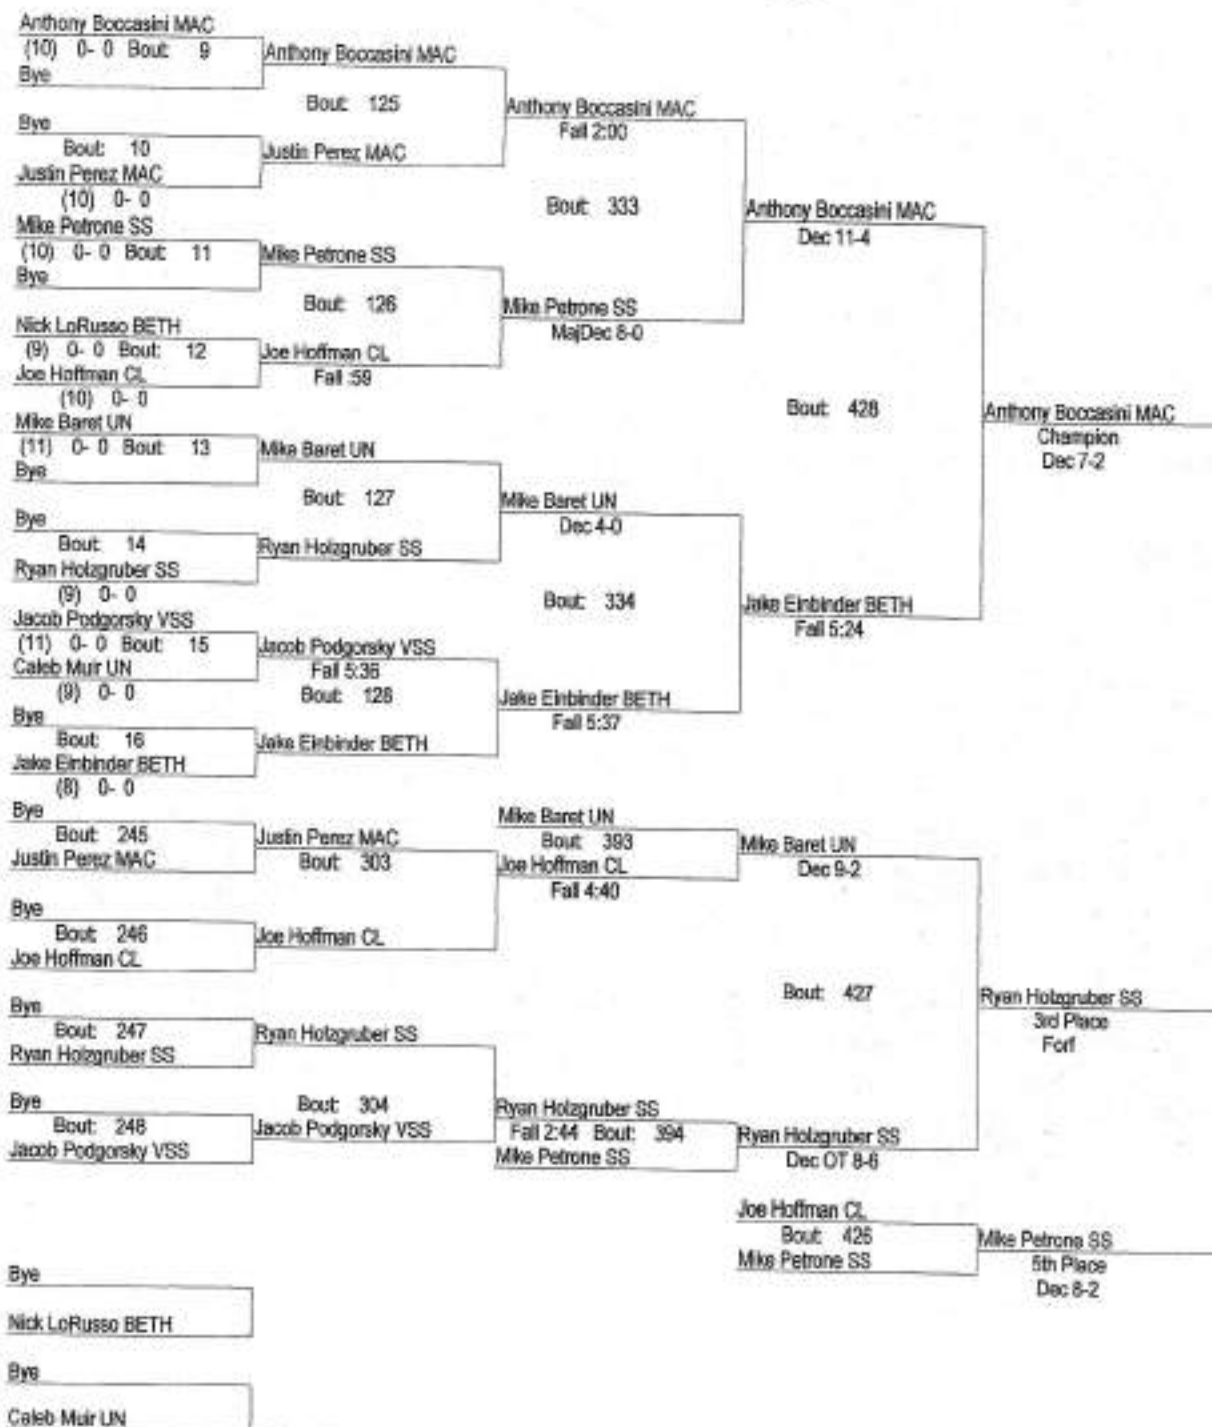 Anthony Boccasini MAC
(10) 0- 0 Bout: 9
Bye
Anthony Boccasini MAC
Bout: 125
Bye
Bout: 10
Justin Perez MAC
(10) 0- 0
Justin Perez MAC
Anthony Boccasini MAC
Fall 2:00
Bout: 333
Mike Petrone SS
(10) 0- 0 Bout: 11
Bye
Mike Petrone SS
Bout: 126
Nick LoRusso BETH
(9) 0- 0 Bout: 12
Joe Hoffman CL
(10) 0- 0
Joe Hoffman CL
Fall :59
Mike Petrone SS
MajDec 8-0
Anthony Boccasini MAC
Dec 11-4
Bout: 428
Anthony Boccasini MAC
Champion
Dec 7-2
Mike Baret UN
(11) 0- 0 Bout: 13
Bye
Mike Baret UN
Bout: 127
Bye
Bout: 14
Ryan Holzgruber SS
(9) 0- 0
Ryan Holzgruber SS
Mike Baret UN
Dec 4-0
Bout: 334
Jacob Podgorsky VSS
(11) 0- 0 Bout: 15
Caleb Muir UN
(9) 0- 0
Jacob Podgorsky VSS
Fall 5:36
Bout: 128
Bye
Bout: 16
Jake Einbinder BETH
(8) 0- 0
Jake Einbinder BETH
Jake Einbinder BETH
Fall 5:37
Jake Einbinder BETH
Fall 5:24
Bye
Bout: 245
Justin Perez MAC
Justin Perez MAC
Bout: 303
Bye
Bout: 246
Joe Hoffman CL
Joe Hoffman CL
Mike Baret UN
Bout: 393
Joe Hoffman CL
Fall 4:40
Mike Baret UN
Dec 9-2
Bout: 427
Bye
Bout: 247
Ryan Holzgruber SS
Ryan Holzgruber SS
Bout: 304
Bye
Bout: 248
Jacob Podgorsky VSS
Jacob Podgorsky VSS
Ryan Holzgruber SS
Fall 2:44 Bout: 394
Mike Petrone SS
Ryan Holzgruber SS
Dec OT 8-6
Ryan Holzgruber SS
3rd Place
Forf
Joe Hoffman CL
Bout: 426
Mike Petrone SS
Mike Petrone SS
5th Place
Dec 8-2
Bye
Nick LoRusso BETH
Bye
Caleb Muir UN